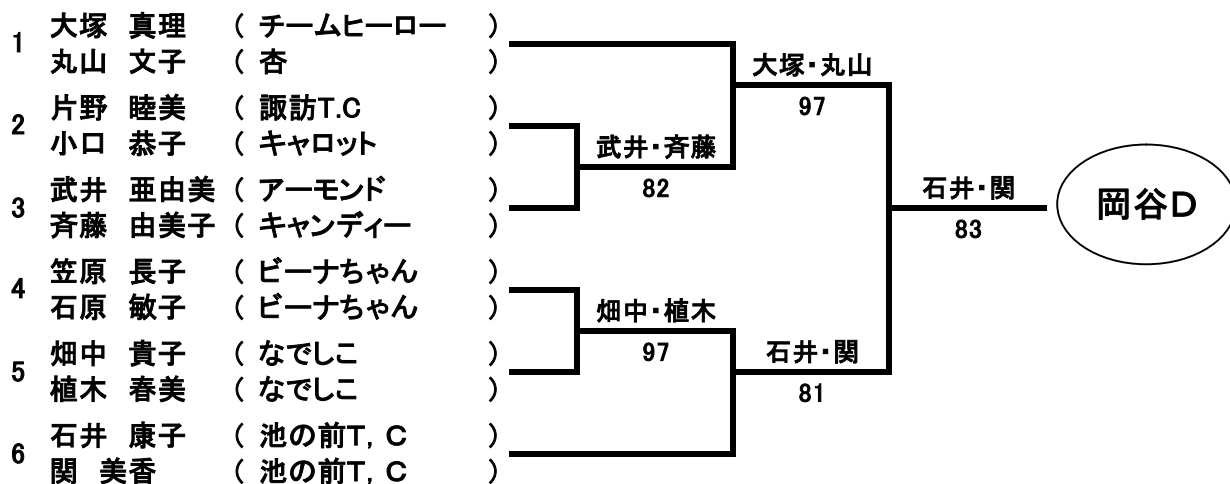 1 大塚 真理 ( チームヒーロー )
丸山 文子 ( 杏 )
2 片野 睦美 ( 諏訪T.C )
小口 恭子 ( キャロット )
3 武井 亜由美 ( アーモンド )
斉藤 由美子 ( キャンディー )
4 笠原 長子 ( ビーナちゃん )
石原 敏子 ( ビーナちゃん )
5 畑中 貴子 ( なでしこ )
植木 春美 ( なでしこ )
6 石井 康子 ( 池の前T, C )
関 美香 ( 池の前T, C )
武井・斉藤
82
畑中・植木
97
大塚・丸山
97
石井・関
81
石井・関
83
岡谷D